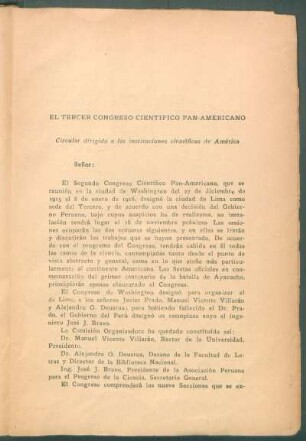 EL TERCER CONGRESO CIENTIFICO PAN-AMERICANO
Circular dirigida a las instituciones científicas de América
Señor:
El Segundo Congreso Científico Pan-Americano, que se
reunió en la ciudad de Washington del 27 de diciembre de
1915 al 8 de enero de 1916, designó la ciudad de Lima como
sede del Tercero, y de acuerdo con una decisión del Gobier-
no Peruano, bajo cuyos auspicios ha de realizarse, su insta-
lación tendrá lugar el 16 de noviembre próximo. Las sesio-
nes ocuparán las dos semanas siguientes, y en ellas se leerán
y discutirán los trabajos que se hayan presentado. De acuer-
do con el programa del Congreso, tendrán cabida en él todas
las ramas de la ciencia, contempladas tanto desde el punto de
vista abstracto y general, como en lo que atañe más particu-
larmente al continente Americano. Las fiestas oficiales con-
memorativas del primer centenario de la batalla de Ayacucho,
principiarán apenas clausurado el Congreso.
El Congreso de Washington designó para organizar el
de Lima, a los señores Javier Prado, Manuel Vicente Villarán
y Alejandro O. Deustua; pero habiendo fallecido el Dr. Pra-
do, el Gobierno del Perú designó en reemplazo suyo al inge-
niero José J. Bravo.
La Comisión Organizadora ha quedado constituida así:
Dr. Manuel Vicente Villarán, Rector de la Universidad,
Presidente;
Dr. Alejandro O. Deustua, Decano de la Facultad de Le-
tras y Director de la Biblioteca Nacional.
Ing. José J. Bravo, Presidente de la Asociación Peruana
para el Progreso de la Ciencia, Secretario General.
El Congreso comprenderá las nueve Secciones que se ex-